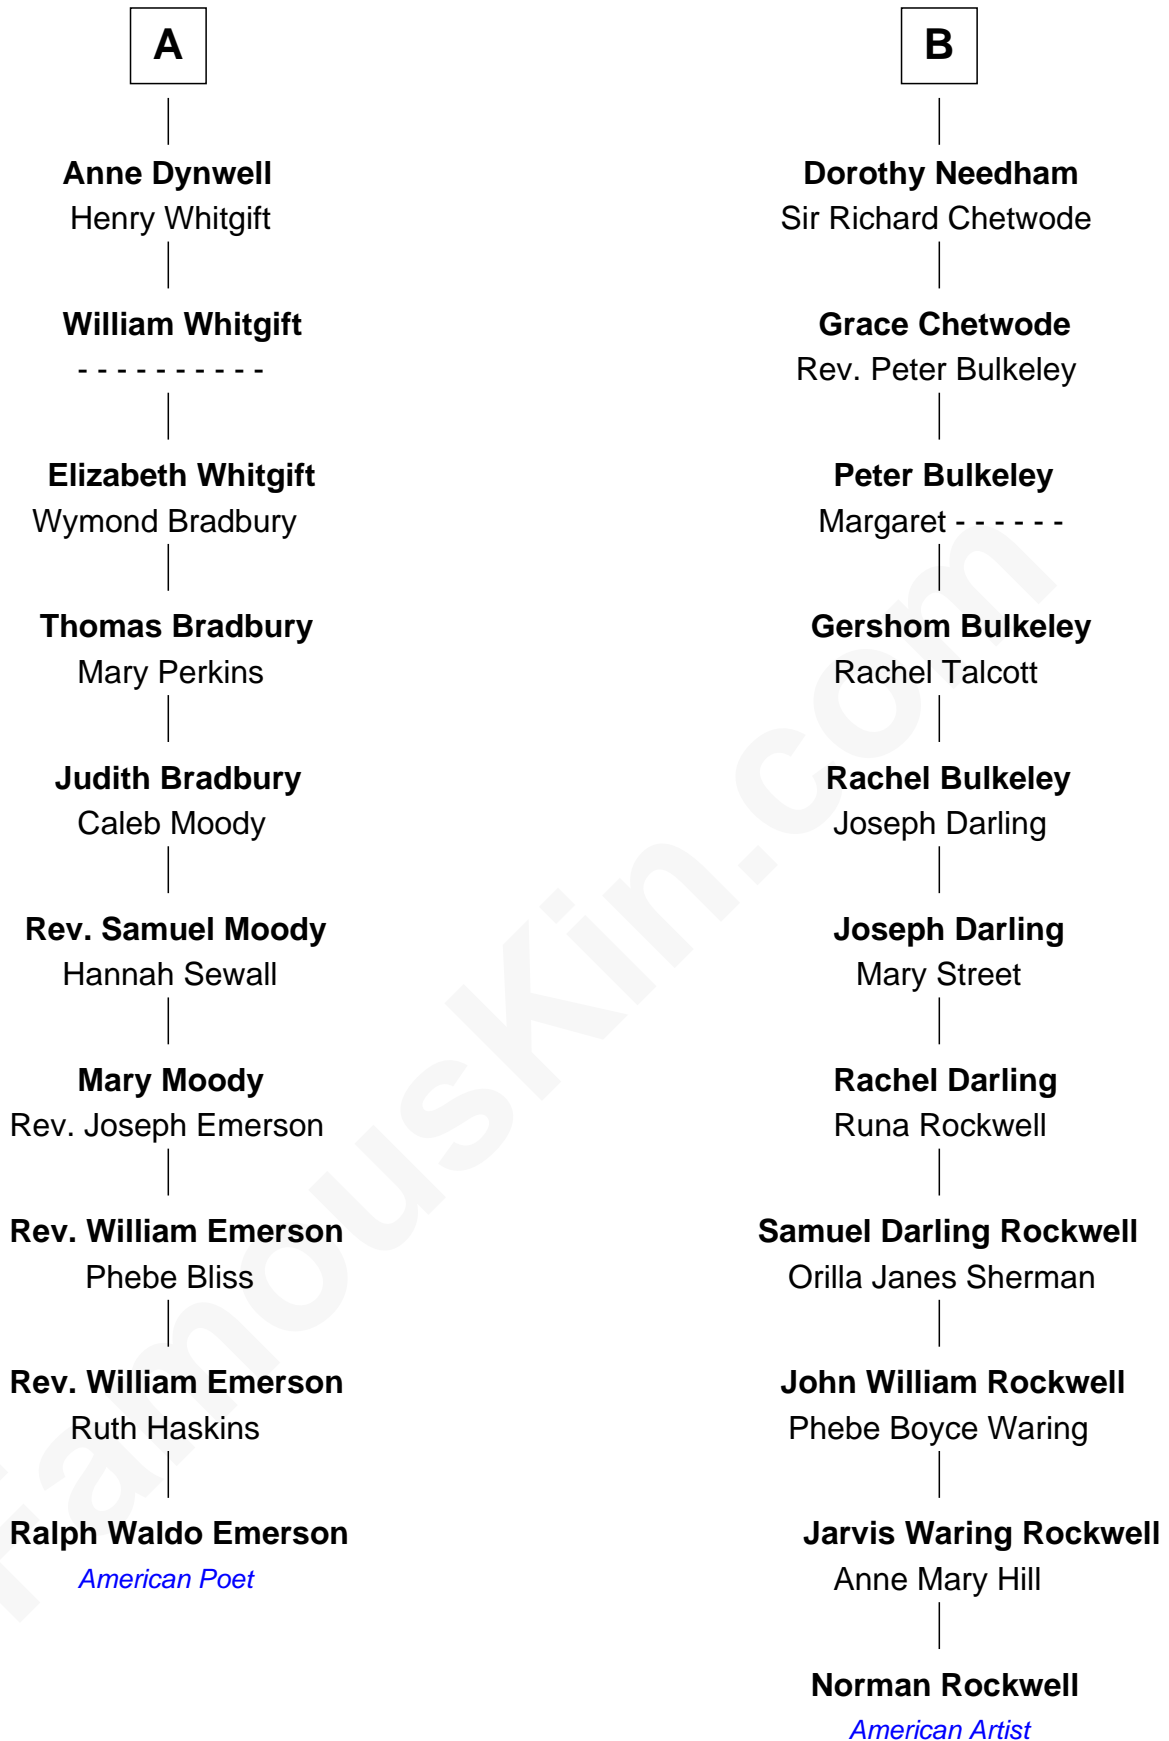 A
Anne Dynwell
Henry Whitgift
William Whitgift
- - - - - - - - - -
Elizabeth Whitgift
Wymond Bradbury
Thomas Bradbury
Mary Perkins
Judith Bradbury
Caleb Moody
Rev. Samuel Moody
Hannah Sewall
Mary Moody
Rev. Joseph Emerson
Rev. William Emerson
Phebe Bliss
Rev. William Emerson
Ruth Haskins
Ralph Waldo Emerson
American Poet
B
Dorothy Needham
Sir Richard Chetwode
Grace Chetwode
Rev. Peter Bulkeley
Peter Bulkeley
Margaret - - - - - -
Gershom Bulkeley
Rachel Talcott
Rachel Bulkeley
Joseph Darling
Joseph Darling
Mary Street
Rachel Darling
Runa Rockwell
Samuel Darling Rockwell
Orilla Janes Sherman
John William Rockwell
Phebe Boyce Waring
Jarvis Waring Rockwell
Anne Mary Hill
Norman Rockwell
American Artist
FamousKin.com